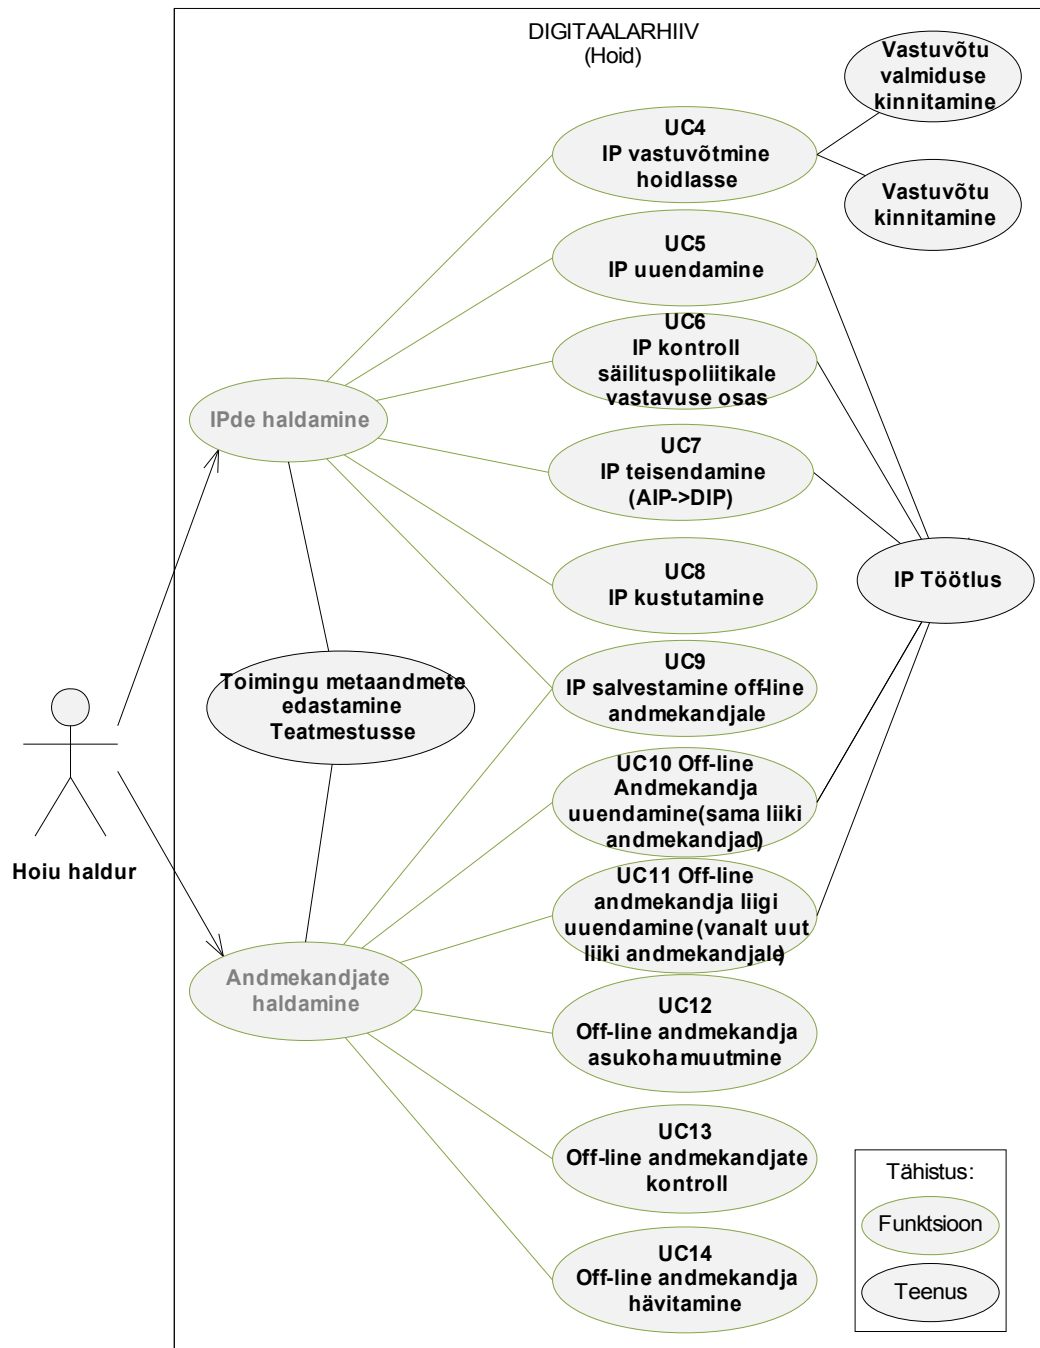 DIGITAALARHIIV
(Hoid)
Vastuvõtu
valmiduse
kinnitamine
UC4
IP vastuvõtmine
hoidlasse
Vastuvõtu
kinnitamine
UC5
IP uuendamine
UC6
IP kontroll
säilituspoliitikale
vastavuse osas
IPde haldamine
UC7
IP teisendamine
(AIP->DIP)
UC8
IP kustutamine
IP Töötlus
Toimingu metaandmete
edastamine
Teatmestusse
UC9
IP salvestamine off-line
andmekandjale
UC10 Off-line
Andmekandja
uuendamine(sama liiki
andmekandjad)
Hoiu haldur
UC11 Off-line
andmekandja liigi
uuendamine (vanalt uut
liiki andmekandjale)
Andmekandjate
haldamine
UC12
Off-line andmekandja
asukoha muutmine
UC13
Off-line andmekandjate
kontroll
UC14
Off-line andmekandja
hävitamine
Tähistus:
Funktsioon
Teenus